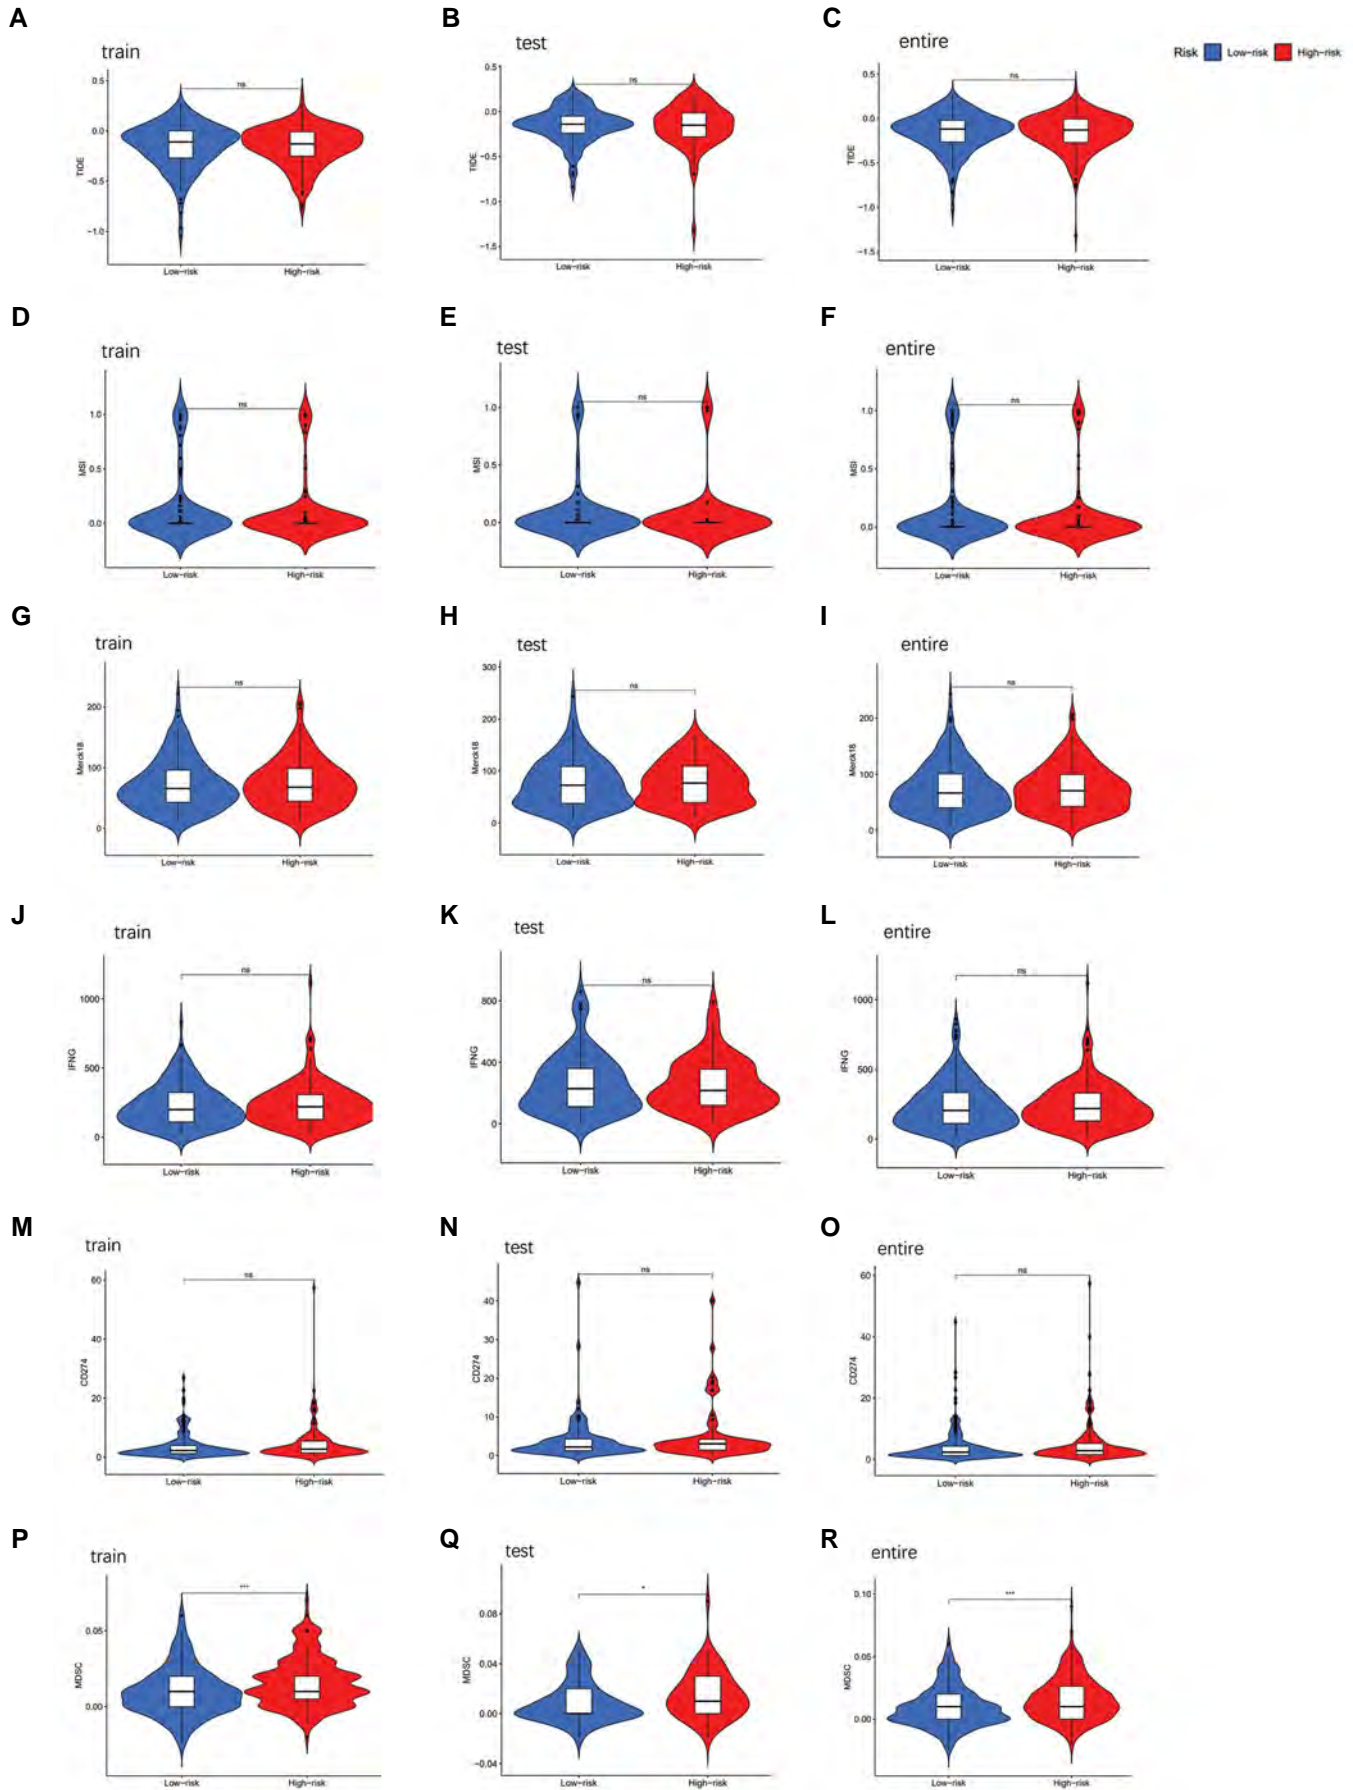 A
B
C
train
test
entire
Risk Low-risk High-risk
0.5
0.0
−0.5
−1.0
TIDE
ns
Low-risk High-risk
0.5
0.0
−0.5
−1.0
−1.5
TIDE
ns
Low-risk High-risk
0.5
0.0
−0.5
−1.0
−1.5
TIDE
ns
Low-risk High-risk
D
E
F
train
test
entire
1.0
0.5
0.0
MSI
ns
Low-risk High-risk
1.0
0.5
0.0
MSI
ns
Low-risk High-risk
1.0
0.5
0.0
MSI
ns
Low-risk High-risk
G
H
I
train
test
entire
200
100
0
Merck18
ns
Low-risk High-risk
300
200
100
0
Merck18
ns
Low-risk High-risk
200
100
0
Merck18
ns
Low-risk High-risk
J
K
L
train
test
entire
1000
500
0
IFNG
ns
Low-risk High-risk
800
400
0
IFNG
ns
Low-risk High-risk
1000
500
0
IFNG
ns
Low-risk High-risk
M
N
O
train
test
entire
60
40
20
0
CD274
ns
Low-risk High-risk
40
30
20
10
0
CD274
ns
Low-risk High-risk
60
40
20
0
CD274
ns
Low-risk High-risk
P
Q
R
train
test
entire
0.05
0.00
MDSC
***
Low-risk High-risk
0.08
0.04
0.00
−0.04
MDSC
*
Low-risk High-risk
0.10
0.05
0.00
MDSC
***
Low-risk High-risk